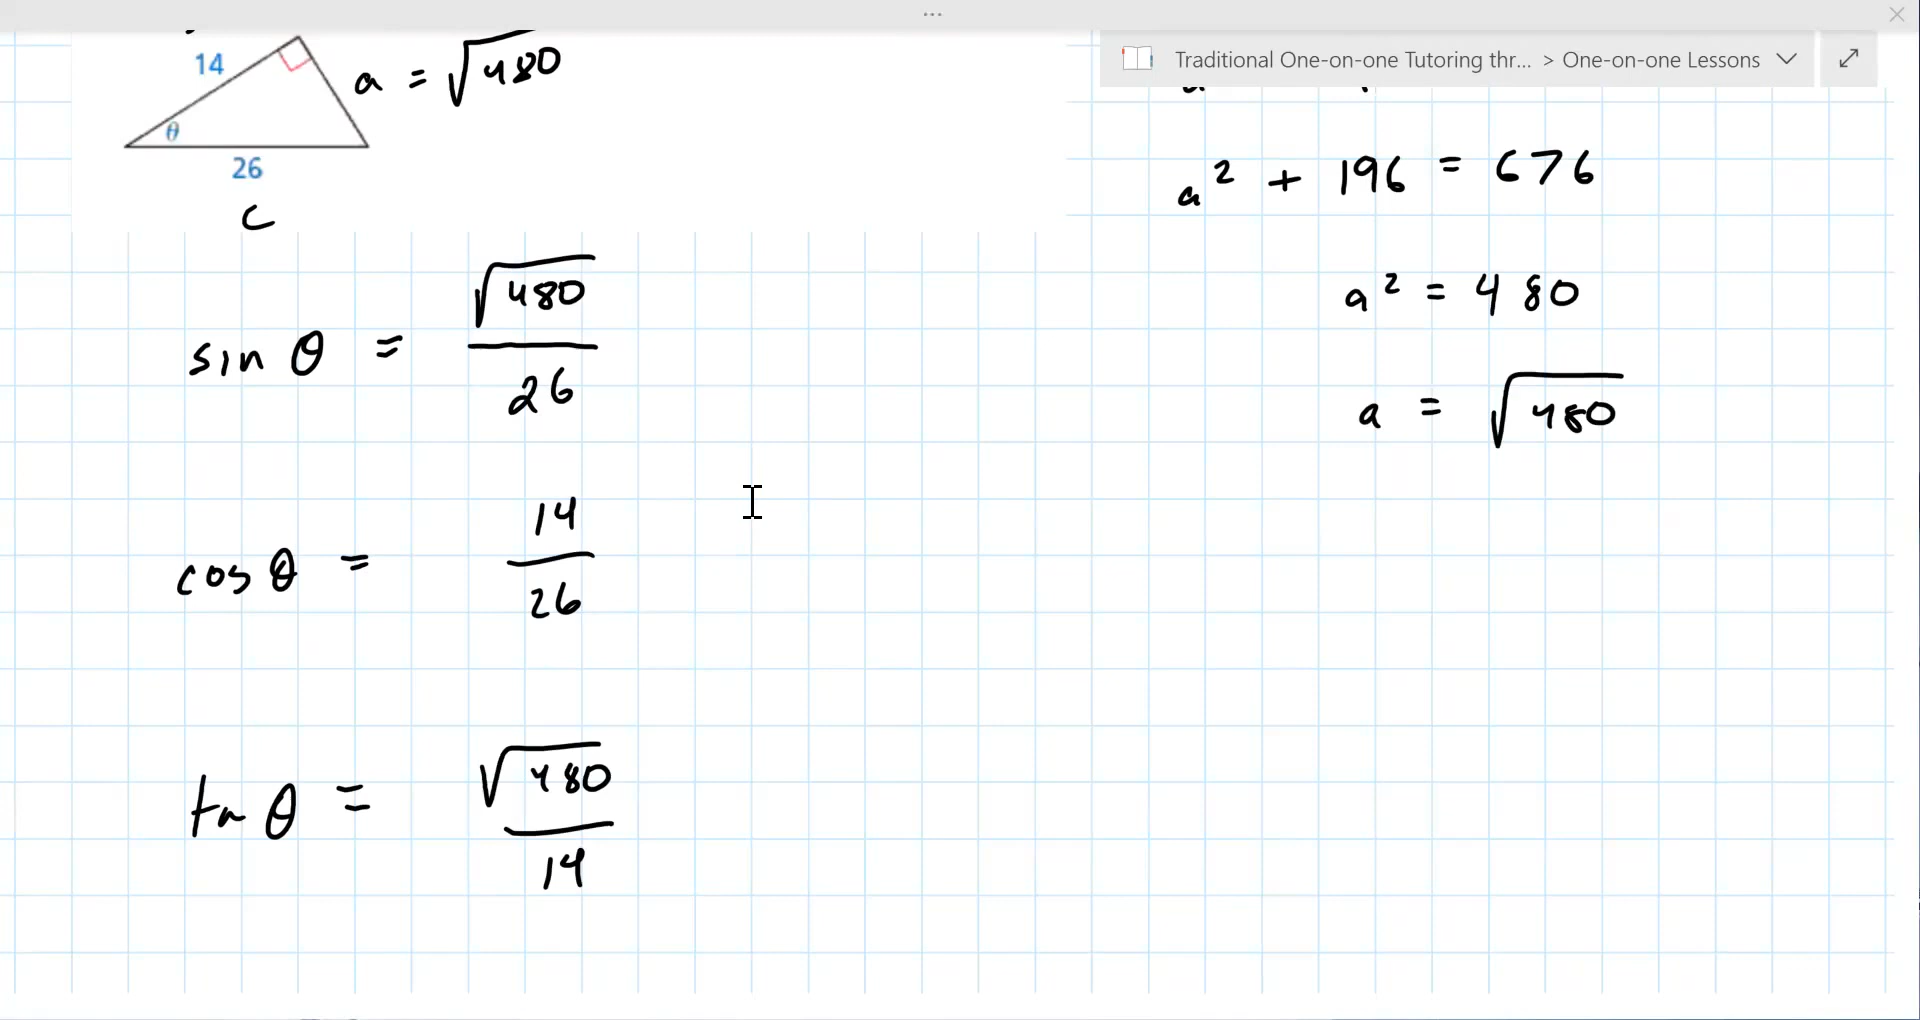 Traditional One-on-one Tutoring thr... > One-on-one Lessons
14
a = √480
θ
26
c
a² + 196 = 676
a² = 480
a = √480
sin θ = √480 / 26
cos θ = 14 / 26
tan θ = √480 / 14